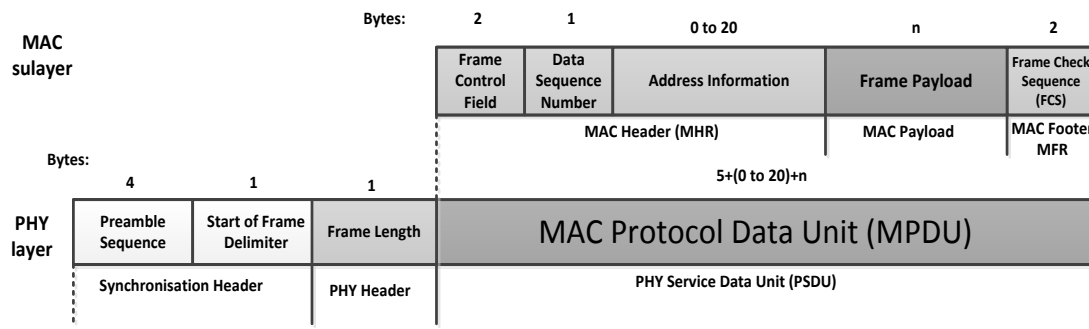 Bytes: 2 1 0 to 20 n 2
MAC
sulayer
Frame
Control
Field
Data
Sequence
Number
Address Information
Frame Payload
Frame Check
Sequence
(FCS)
MAC Header (MHR)
MAC Payload
MAC Footer
MFR
Bytes:
4 1 1 5+(0 to 20)+n
PHY
layer
Preamble
Sequence
Start of Frame
Delimiter
Frame Length
MAC Protocol Data Unit (MPDU)
Synchronisation Header
PHY Header
PHY Service Data Unit (PSDU)